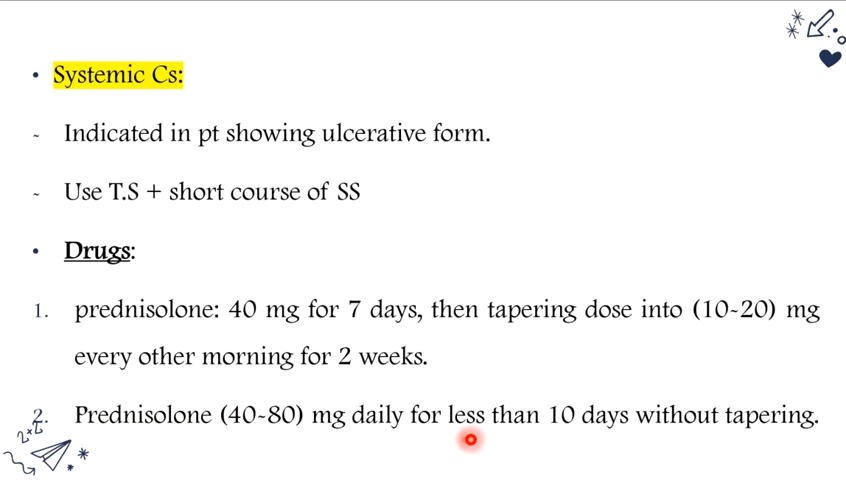 • Systemic Cs:
~ Indicated in pt showing ulcerative form.
~ Use T.S + short course of SS
• Drugs:
1. prednisolone: 40 mg for 7 days, then tapering dose into (10~20) mg
every other morning for 2 weeks.
2. Prednisolone (40~80) mg daily for less than 10 days without tapering.